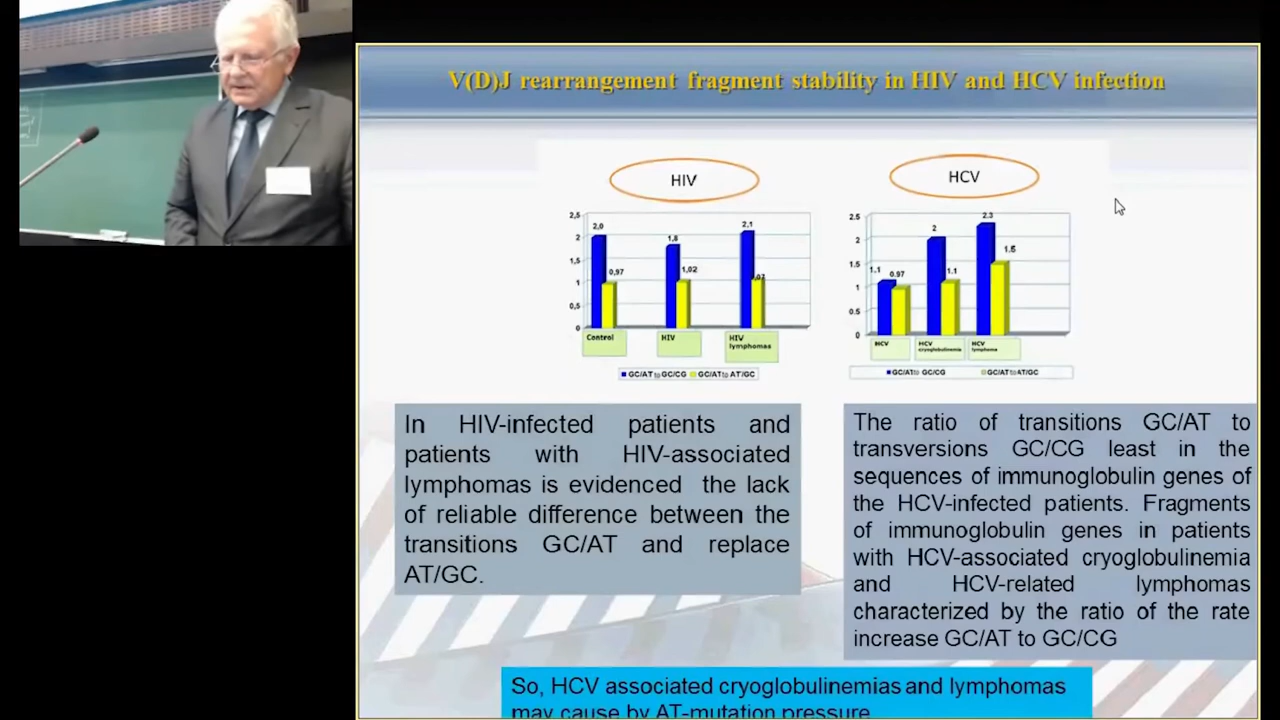 V(D)J rearrangement fragment stability in HIV and HCV infection
HIV
2,5
2
1,5
1
0,5
0
2,0
0,97
1,8
1,02
2,1
Control
HIV
HIV lymphomas
GC/AT to GC/CG GC/AT to AT/GC
HCV
2.5
2
1.5
1
0.5
0
1.1
0.97
2
1.1
2.3
1.5
HCV
HCV cryoglobulinemia
HCV lymphoma
GC/AT to GC/CG GC/AT to AT/GC
In HIV-infected patients and
patients with HIV-associated
lymphomas is evidenced the lack
of reliable difference between the
transitions GC/AT and replace
AT/GC.
The ratio of transitions GC/AT to
transversions GC/CG least in the
sequences of immunoglobulin genes of
the HCV-infected patients. Fragments
of immunoglobulin genes in patients
with HCV-associated cryoglobulinemia
and HCV-related lymphomas
characterized by the ratio of the rate
increase GC/AT to GC/CG
So, HCV associated cryoglobulinemias and lymphomas
may cause by AT-mutation pressure